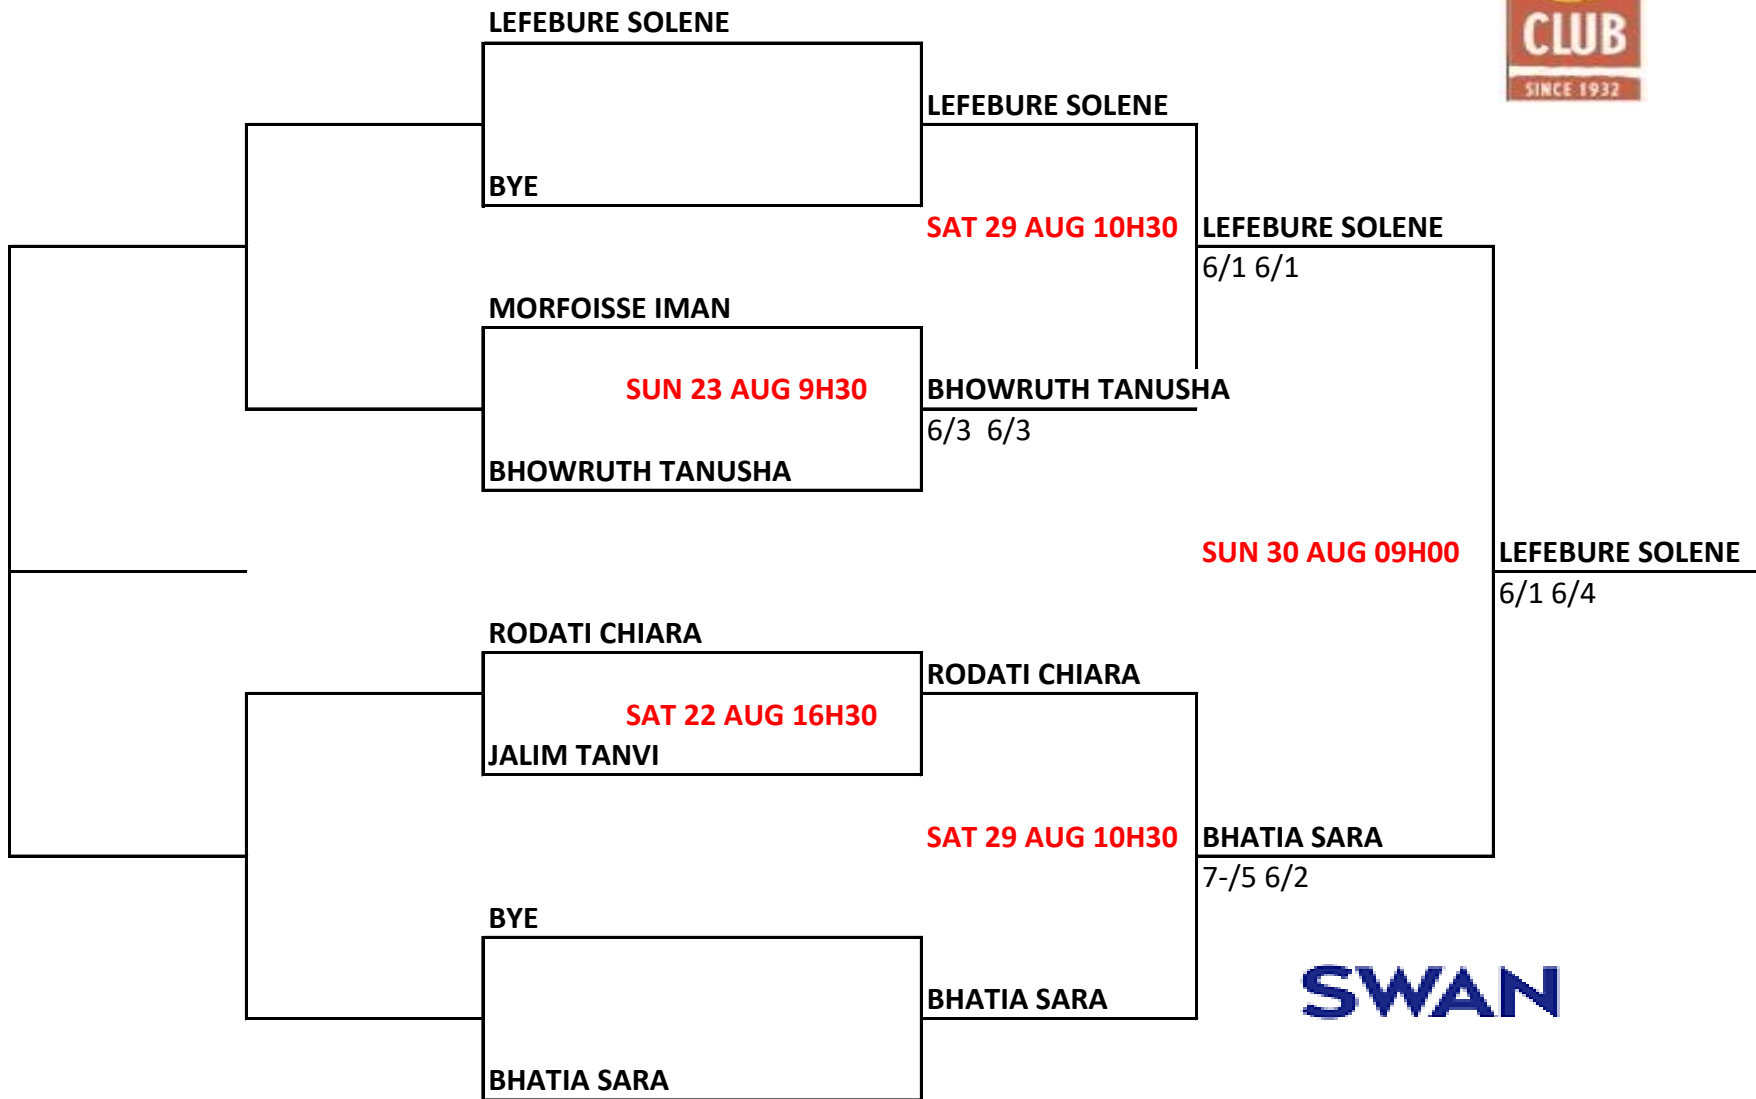 LEFEBURE SOLENE
CLUB
SINCE 1932
LEFEBURE SOLENE
BYE
SAT 29 AUG 10H30
LEFEBURE SOLENE
6/1 6/1
MORFOISSE IMAN
SUN 23 AUG 9H30
BHOWRUTH TANUSHA
6/3  6/3
BHOWRUTH TANUSHA
SUN 30 AUG 09H00
LEFEBURE SOLENE
6/1 6/4
RODATI CHIARA
RODATI CHIARA
SAT 22 AUG 16H30
JALIM TANVI
SAT 29 AUG 10H30
BHATIA SARA
7-/5 6/2
BYE
BHATIA SARA
SWAN
BHATIA SARA